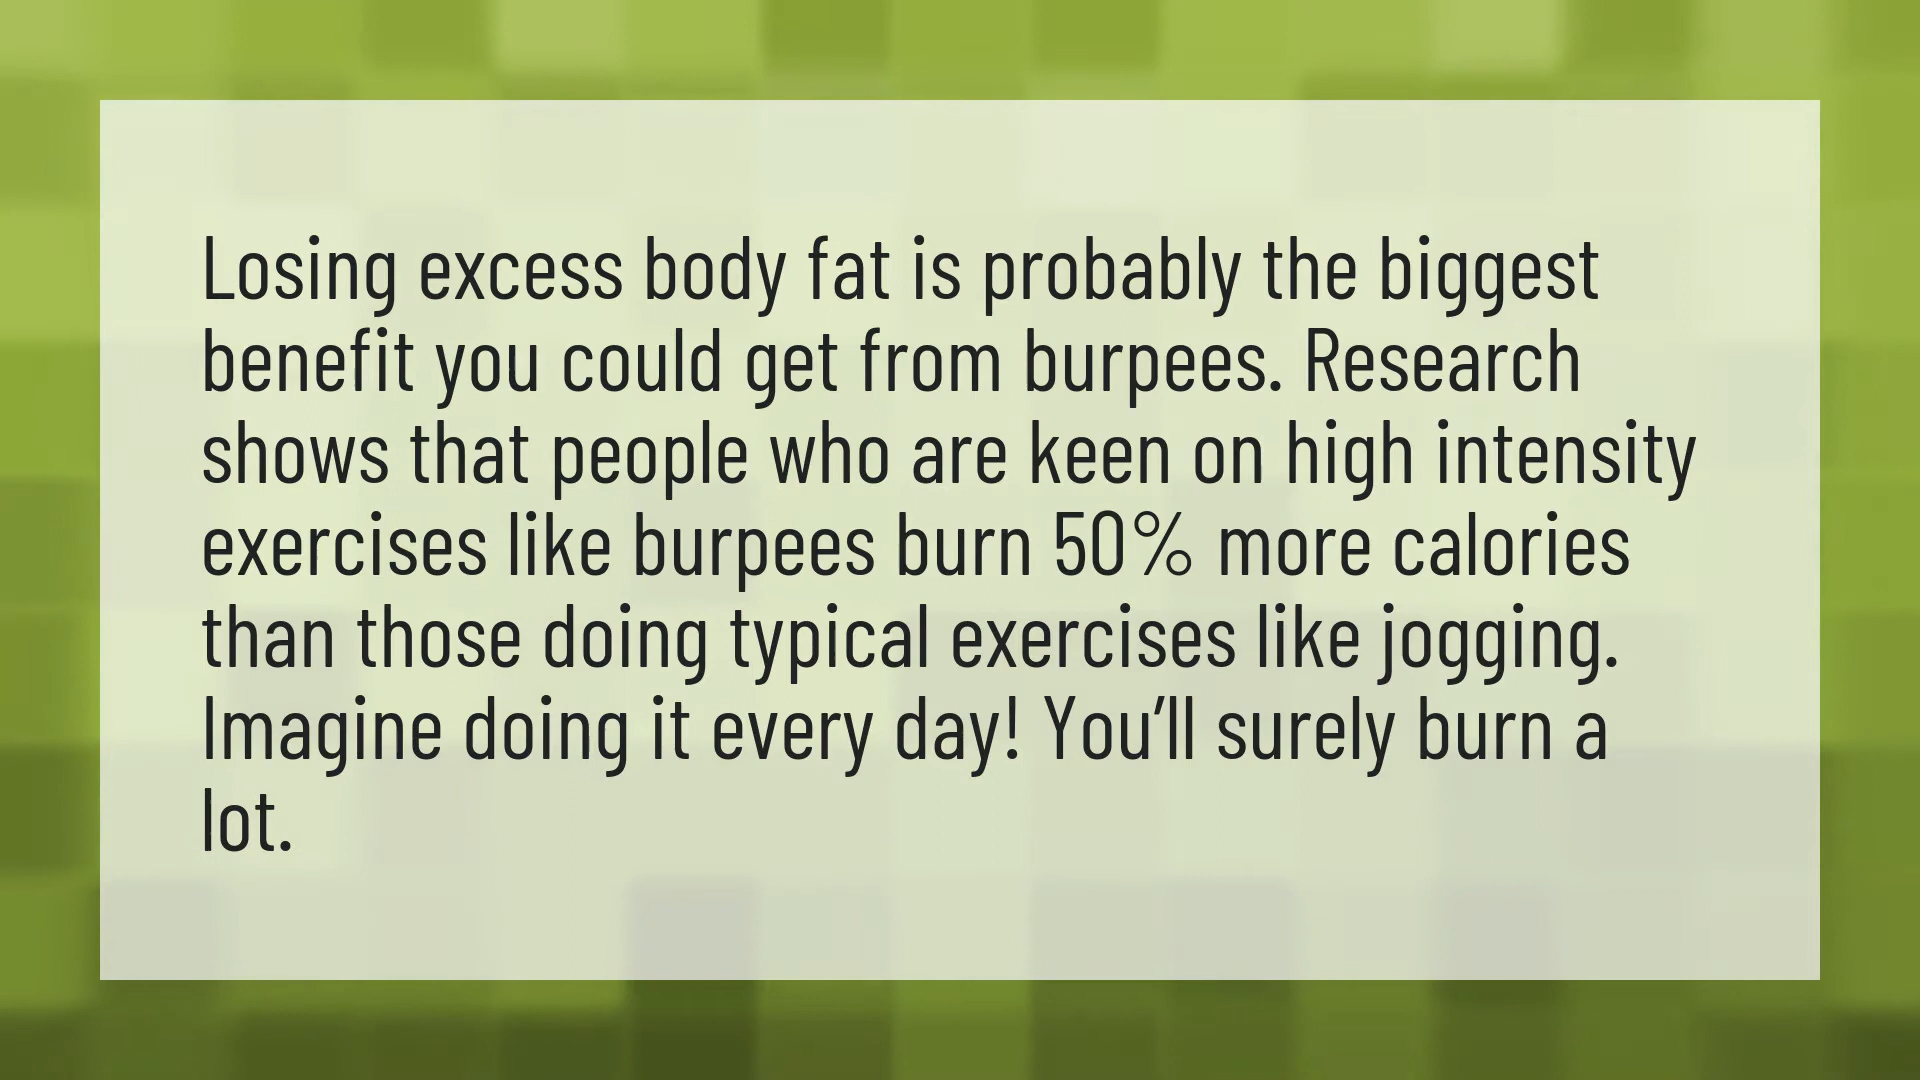 Losing excess body fat is probably the biggest
benefit you could get from burpees. Research
shows that people who are keen on high intensity
exercises like burpees burn 50% more calories
than those doing typical exercises like jogging.
Imagine doing it every day! You’ll surely burn a
lot.